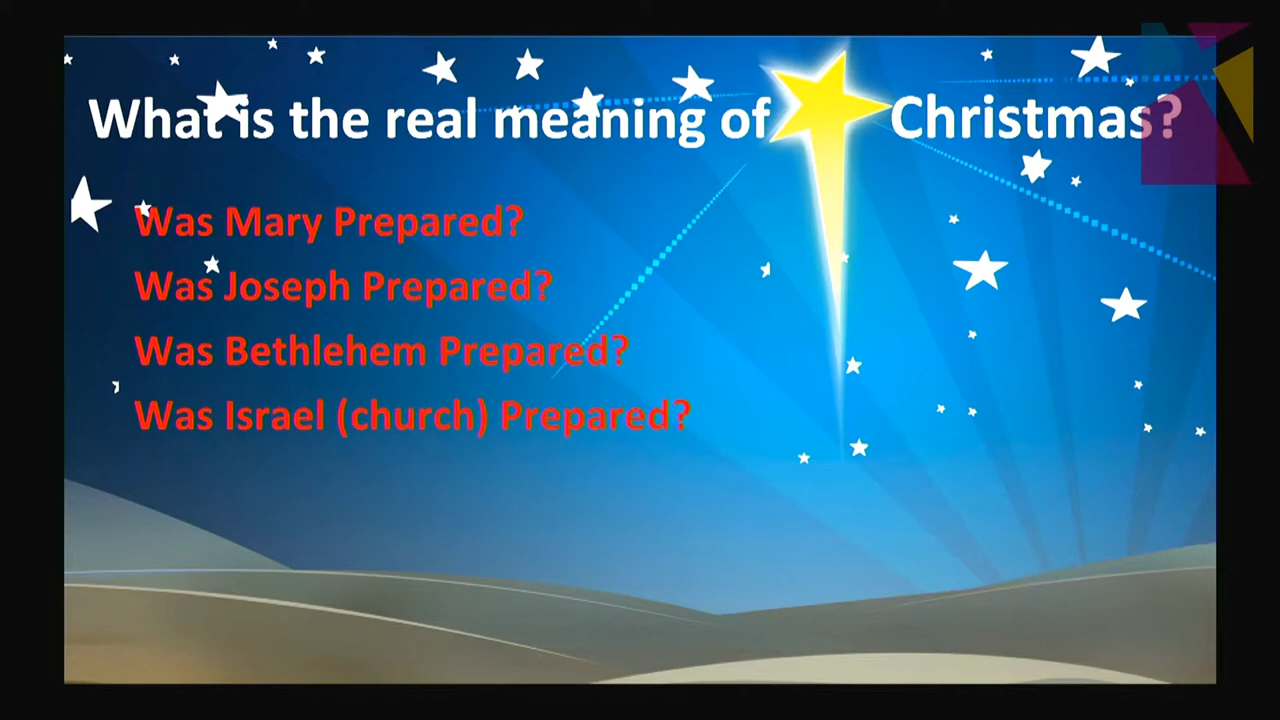 What is the real meaning of Christmas?
Was Mary Prepared?
Was Joseph Prepared?
Was Bethlehem Prepared?
Was Israel (church) Prepared?